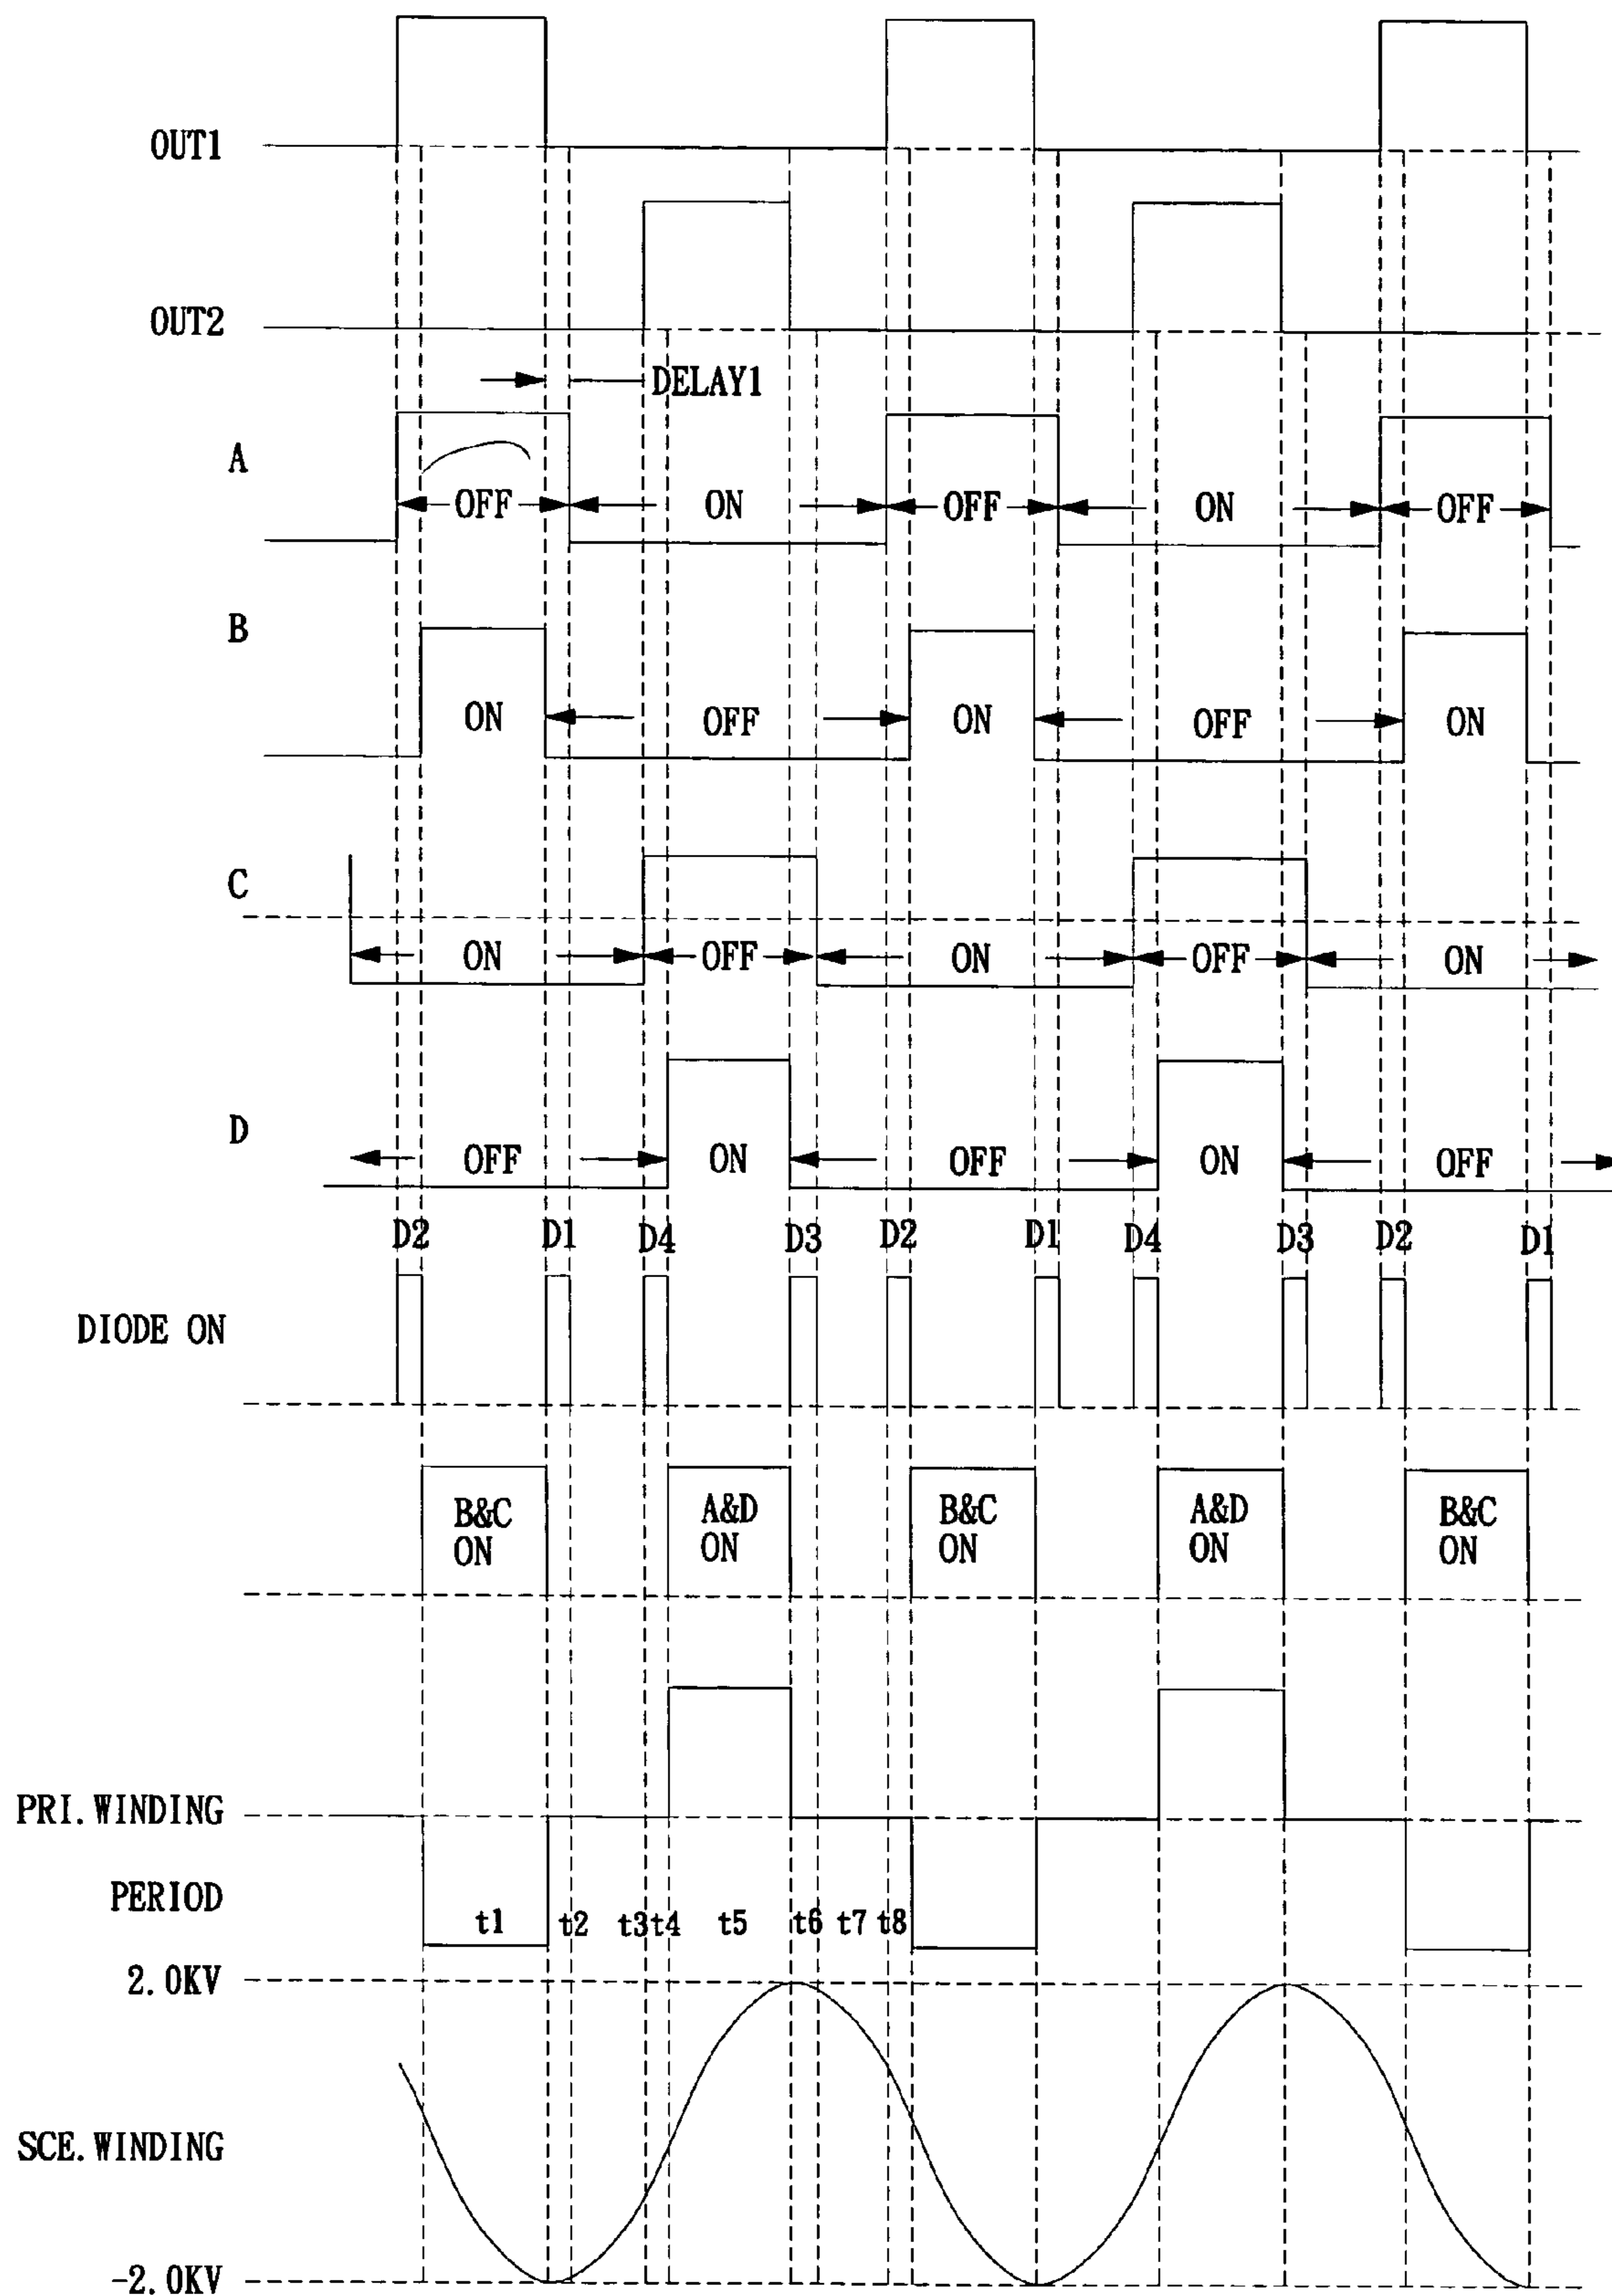 OUT1
OUT2
DELAY1
A
OFF ON OFF ON OFF
B
ON OFF ON OFF ON
C
ON OFF ON OFF ON
D
OFF ON OFF ON OFF
D2 D1 D4 D3 D2 D1 D4 D3 D2 D1
DIODE ON
B&C ON A&D ON B&C ON A&D ON B&C ON
PRI.WINDING
PERIOD
t1 t2 t3 t4 t5 t6 t7 t8
2.0KV
SCE.WINDING
-2.0KV